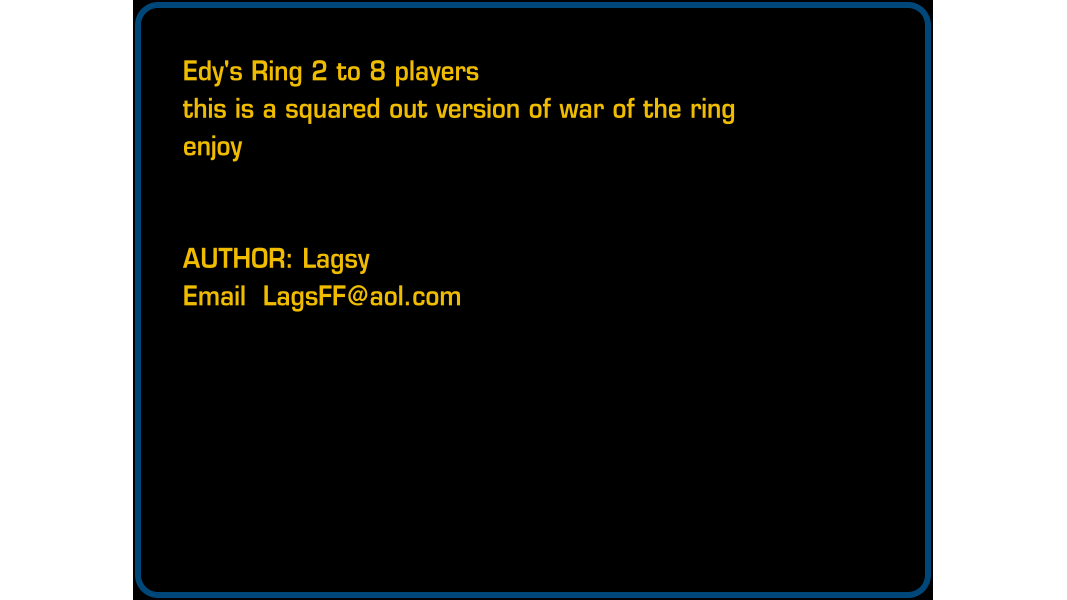 Edy's Ring 2 to 8 players
this is a squared out version of war of the ring
enjoy
AUTHOR: Lagsy
Email  LagsFF@aol.com